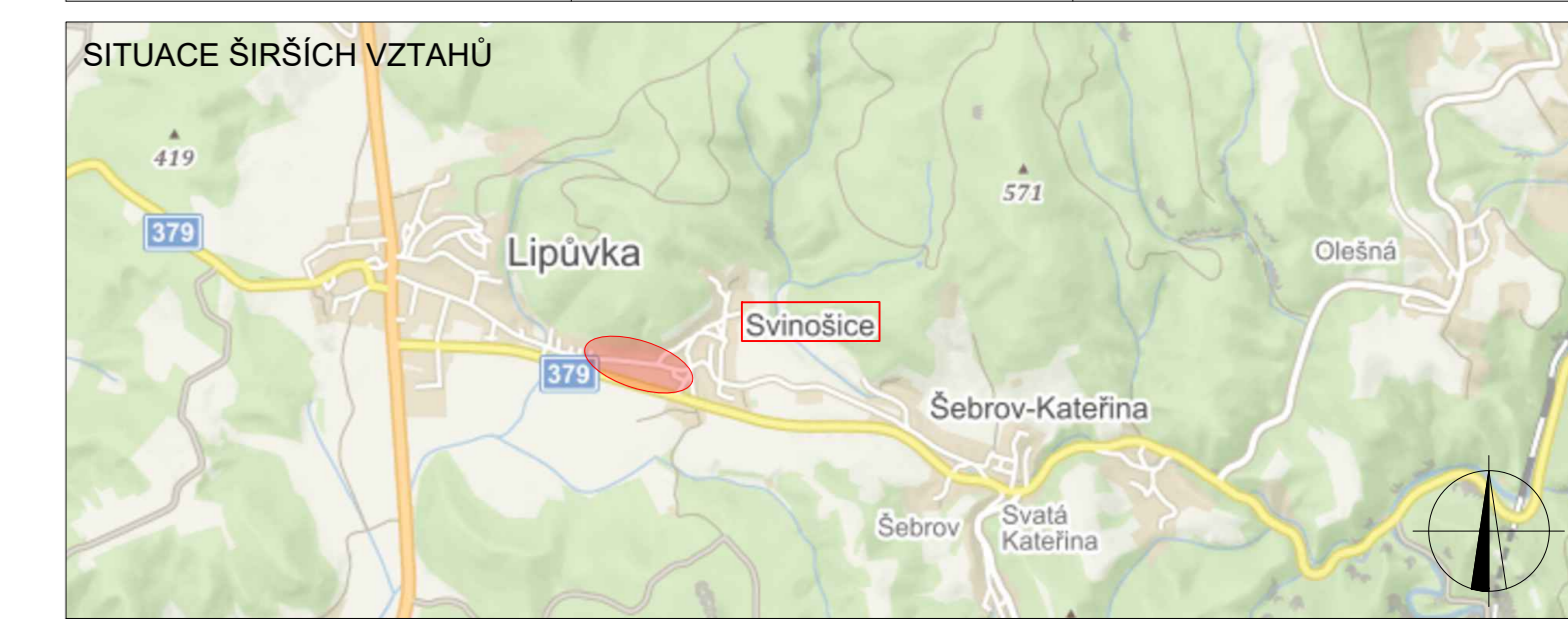 SITUACE ŠIRŠÍCH VZTAHŮ
419
571
379
Lipůvka
Olešná
Svinošice
379
Šebrov-Kateřina
Šebrov
Svatá
Kateřina